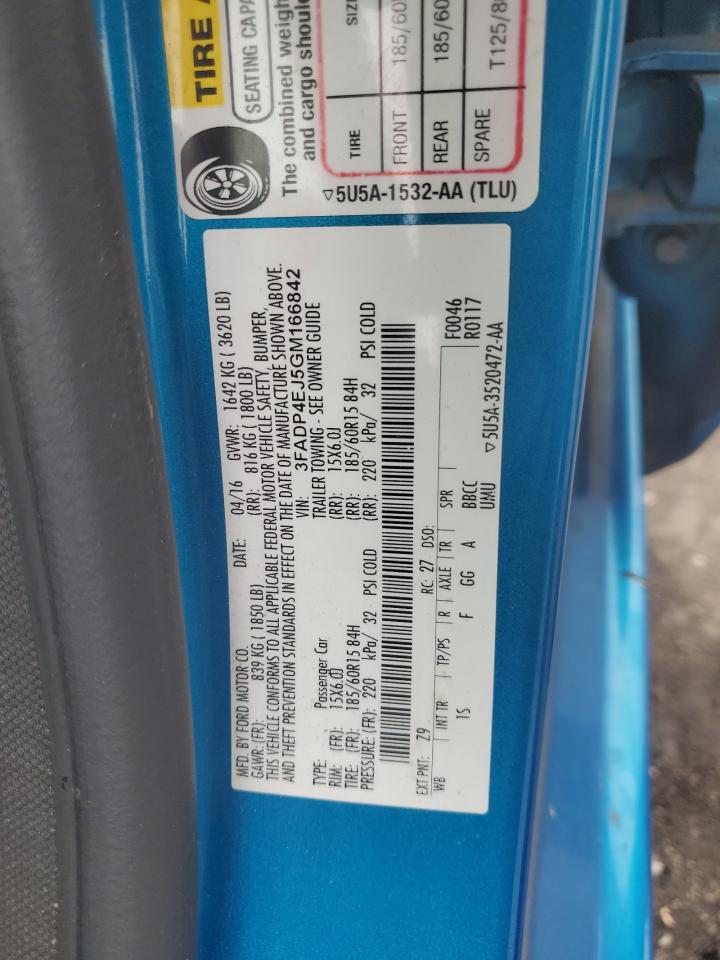 TIRE A
SEATING CAPA
The combined weigh
and cargo shoul
TIRE SIZ
FRONT 185/60
REAR 185/60
SPARE T125/8
▽5U5A-1532-AA (TLU)
MFD. BY FORD MOTOR CO. DATE: 04/16 GVWR: 1642 KG ( 3620 LB)
GAWR:(FR): 839 KG ( 1850 LB) (RR): 816 KG ( 1800 LB)
THIS VEHICLE CONFORMS TO ALL APPLICABLE FEDERAL MOTOR VEHICLE SAFETY, BUMPER,
AND THEFT PREVENTION STANDARDS IN EFFECT ON THE DATE OF MANUFACTURE SHOWN ABOVE.
VIN: 3FADP4EJ5GM166842
TYPE: Passenger Car TRAILER TOWING - SEE OWNER GUIDE
RIM: (FR): 15X6.0J (RR): 15X6.0J
TIRE: (FR): 185/60R15 84H (RR): 185/60R15 84H
PRESSURE (FR): 220 kPa/ 32 PSI COLD (RR): 220 kPa/ 32 PSI COLD
EXT PNT: Z9 RC: 27 DSO: F0046
WB INT TR TP/PS R AXLE TR SPR R0117
1S F GG A BBCC
UMU ▽5U5A-3520472-AA